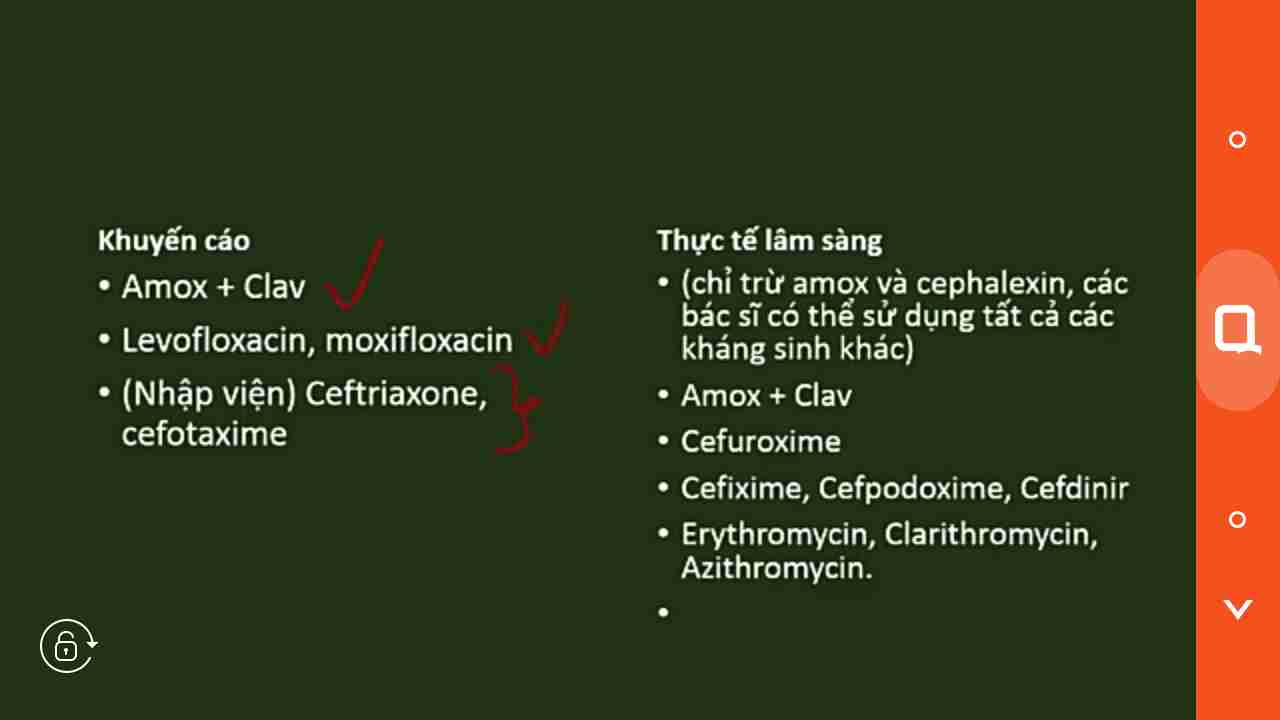 Khuyến cáo
• Amox + Clav
• Levofloxacin, moxifloxacin
• (Nhập viện) Ceftriaxone,
cefotaxime
Thực tế lâm sàng
• (chỉ trừ amox và cephalexin, các
bác sĩ có thể sử dụng tất cả các
kháng sinh khác)
• Amox + Clav
• Cefuroxime
• Cefixime, Cefpodoxime, Cefdinir
• Erythromycin, Clarithromycin,
Azithromycin.
•